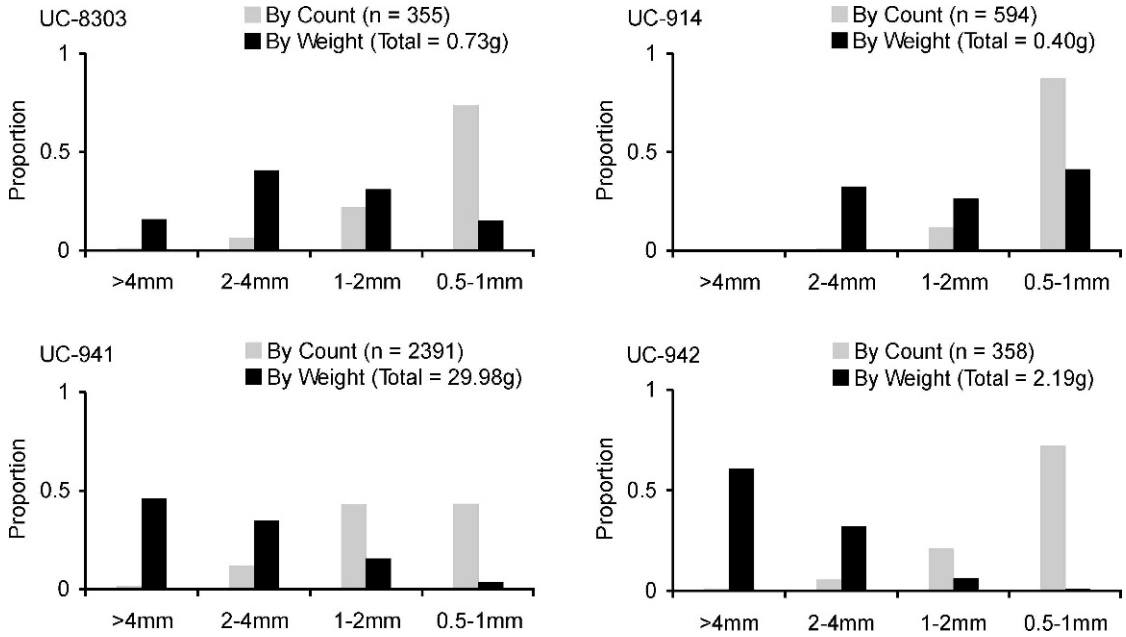 UC-8303
By Count (n = 355)
By Weight (Total = 0.73g)
1
0.5
0
Proportion
>4mm 2-4mm 1-2mm 0.5-1mm
UC-914
By Count (n = 594)
By Weight (Total = 0.40g)
1
0.5
0
Proportion
>4mm 2-4mm 1-2mm 0.5-1mm
UC-941
By Count (n = 2391)
By Weight (Total = 29.98g)
1
0.5
0
Proportion
>4mm 2-4mm 1-2mm 0.5-1mm
UC-942
By Count (n = 358)
By Weight (Total = 2.19g)
1
0.5
0
Proportion
>4mm 2-4mm 1-2mm 0.5-1mm